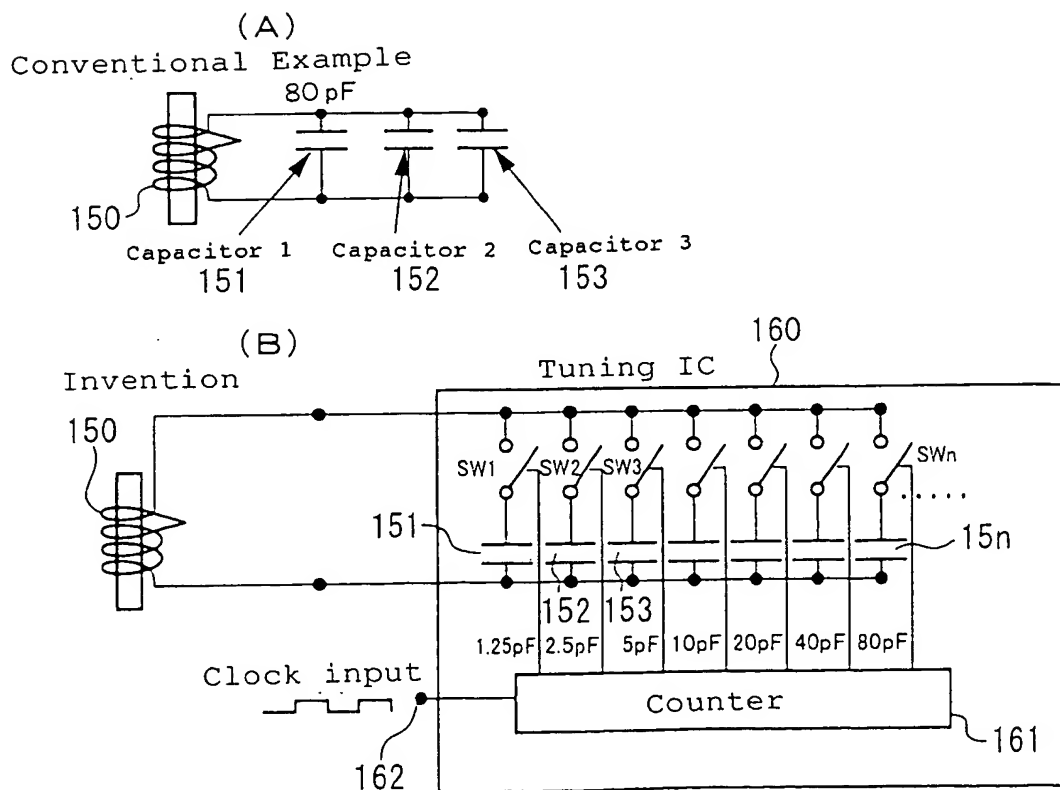 (A)
Conventional Example
80pF
150
Capacitor 1
Capacitor 2
Capacitor 3
151
152
153
(B)
Invention
Tuning IC
160
150
SW1
SW2
SW3
SWn
.....
151
152
153
15n
1.25pF
2.5pF
5pF
10pF
20pF
40pF
80pF
Clock input
Counter
162
161